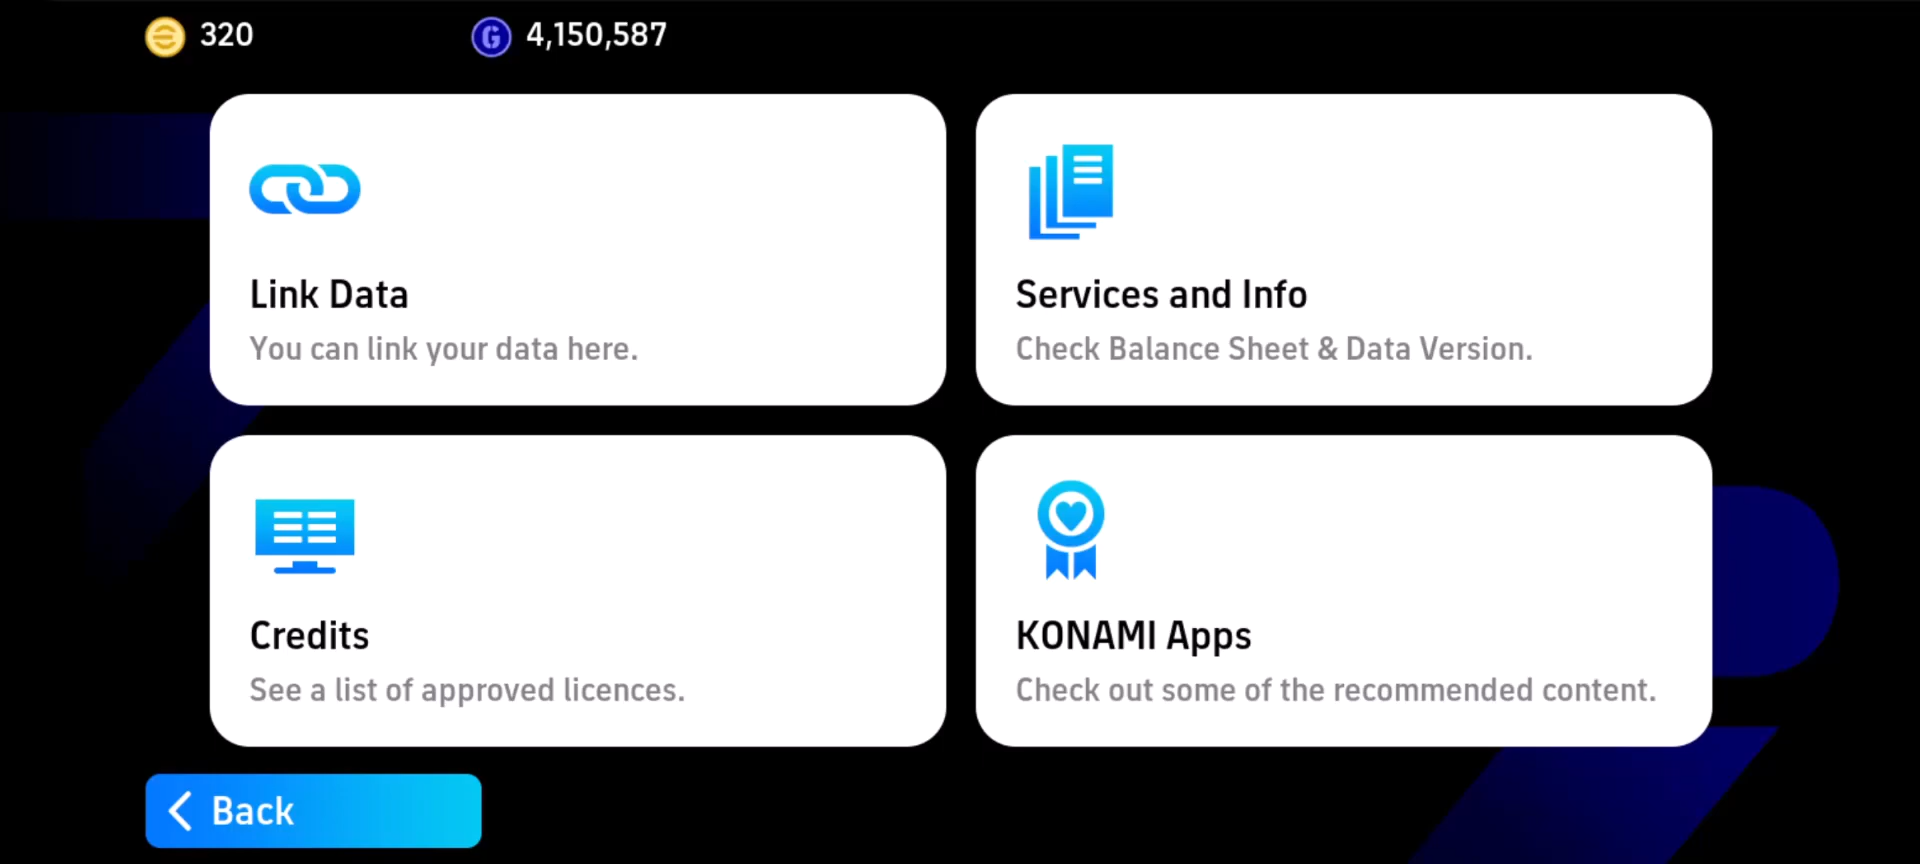 320
4,150,587
Link Data
You can link your data here.
Services and Info
Check Balance Sheet & Data Version.
Credits
See a list of approved licences.
KONAMI Apps
Check out some of the recommended content.
Back